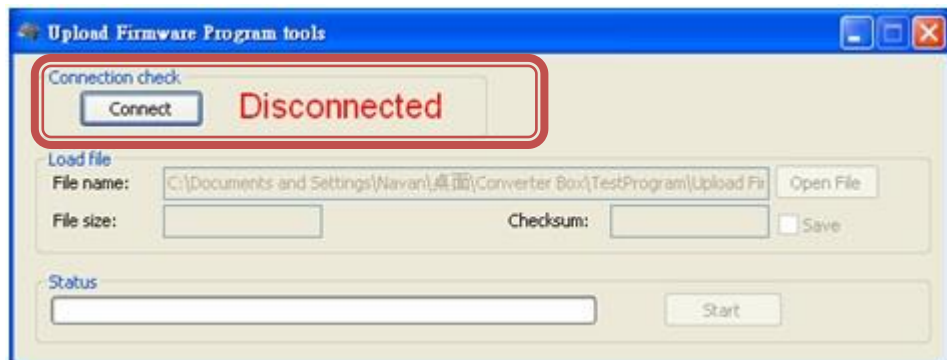 Upload Firmware Program tools
Connection check
Connect Disconnected
Load file
File name: C:\Documents and Settings\Navan\桌面\Converter Box\TestProgram\Upload Fir Open File
File size: Checksum: Save
Status
Start